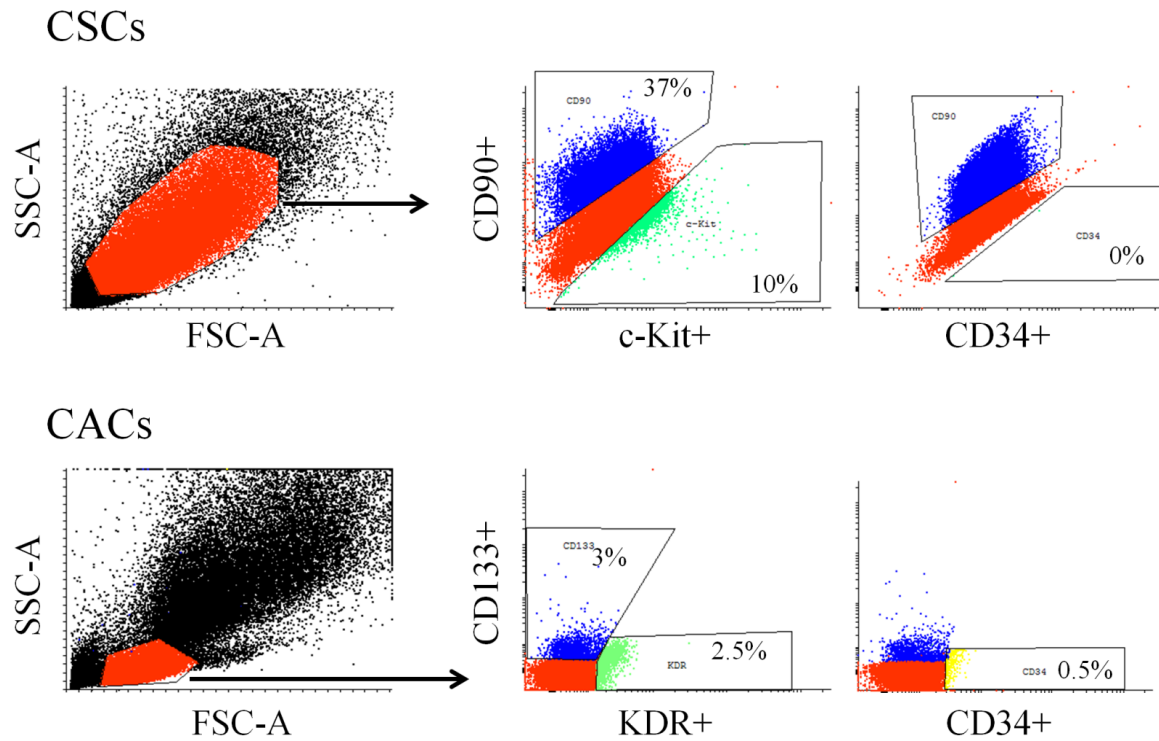 CSCs
SSC-A
FSC-A
CD90+
CD90
37%
c-Kit
10%
c-Kit+
CD90
CD34
0%
CD34+
CACs
SSC-A
FSC-A
CD133+
CD133
3%
KDR
2.5%
KDR+
CD34
0.5%
CD34+